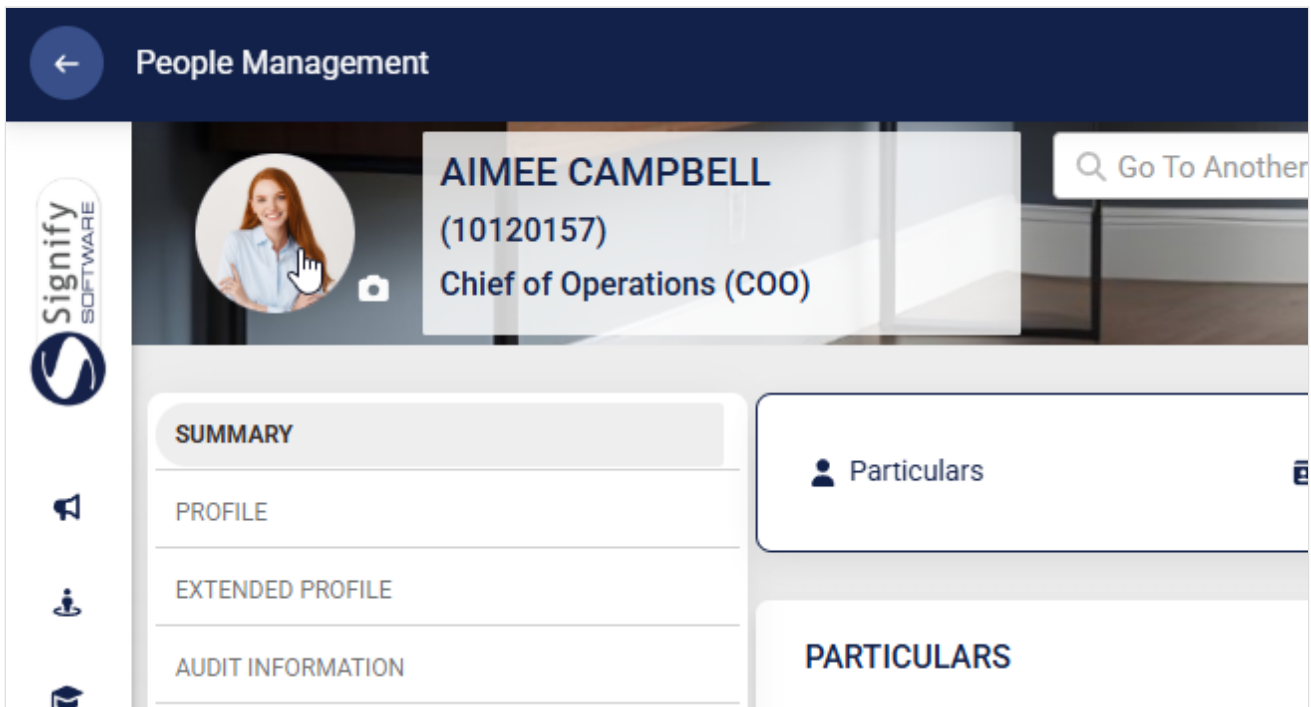 People Management
Signify
SOFTWARE
AIMEE CAMPBELL
(10120157)
Chief of Operations (COO)
Go To Another
SUMMARY
PROFILE
EXTENDED PROFILE
AUDIT INFORMATION
Particulars
PARTICULARS